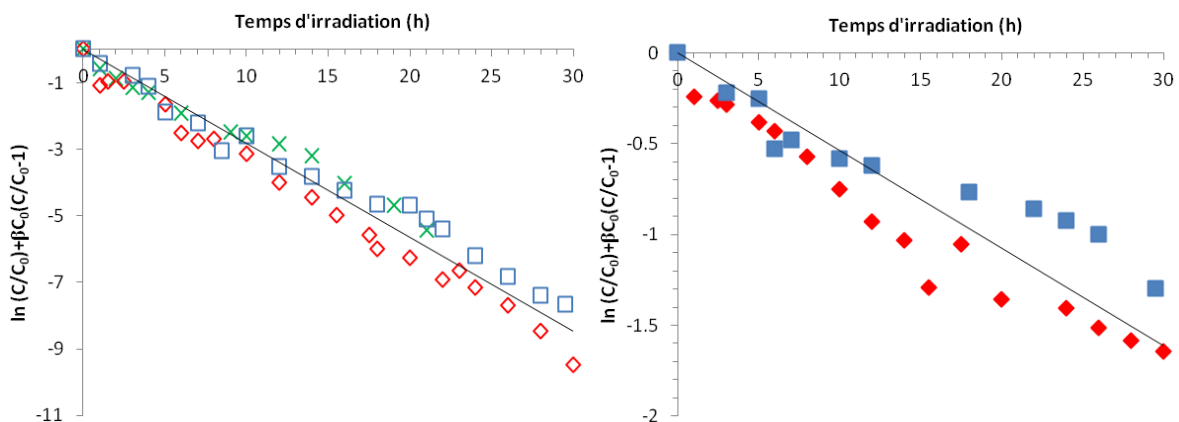 Temps d'irradiation (h)
0 5 10 15 20 25 30
-1
-3
-5
-7
-9
-11
ln (C/C₀)+βC₀(C/C₀-1)
Temps d'irradiation (h)
0
0 5 10 15 20 25 30
-0.5
-1
-1.5
-2
ln (C/C₀)+βC₀(C/C₀-1)